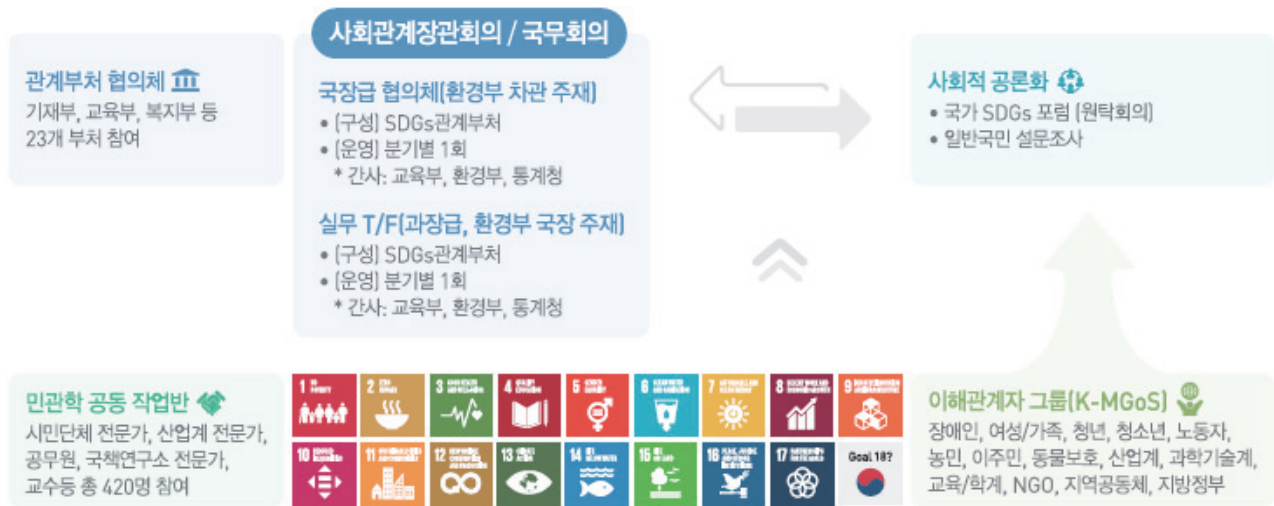 사회관계장관회의 / 국무회의
관계부처 협의체
기재부, 교육부, 복지부 등
23개 부처 참여
국장급 협의체(환경부 차관 주재)
• (구성) SDGs관계부처
• (운영) 분기별 1회
* 간사: 교육부, 환경부, 통계청
실무 T/F(과장급, 환경부 국장 주재)
• (구성) SDGs관계부처
• (운영) 분기별 1회
* 간사: 교육부, 환경부, 통계청
사회적 공론화
• 국가 SDGs 포럼 (원탁회의)
• 일반국민 설문조사
민관학 공동 작업반
시민단체 전문가, 산업계 전문가,
공무원, 국책연구소 전문가,
교수등 총 420명 참여
1
2
3
4
5
6
7
8
9
10
11
12
13
14
15
16
17
Goal 18?
이해관계자 그룹(K-MGoS)
장애인, 여성/가족, 청년, 청소년, 노동자,
농민, 이주민, 동물보호, 산업계, 과학기술계,
교육/학계, NGO, 지역공동체, 지방정부